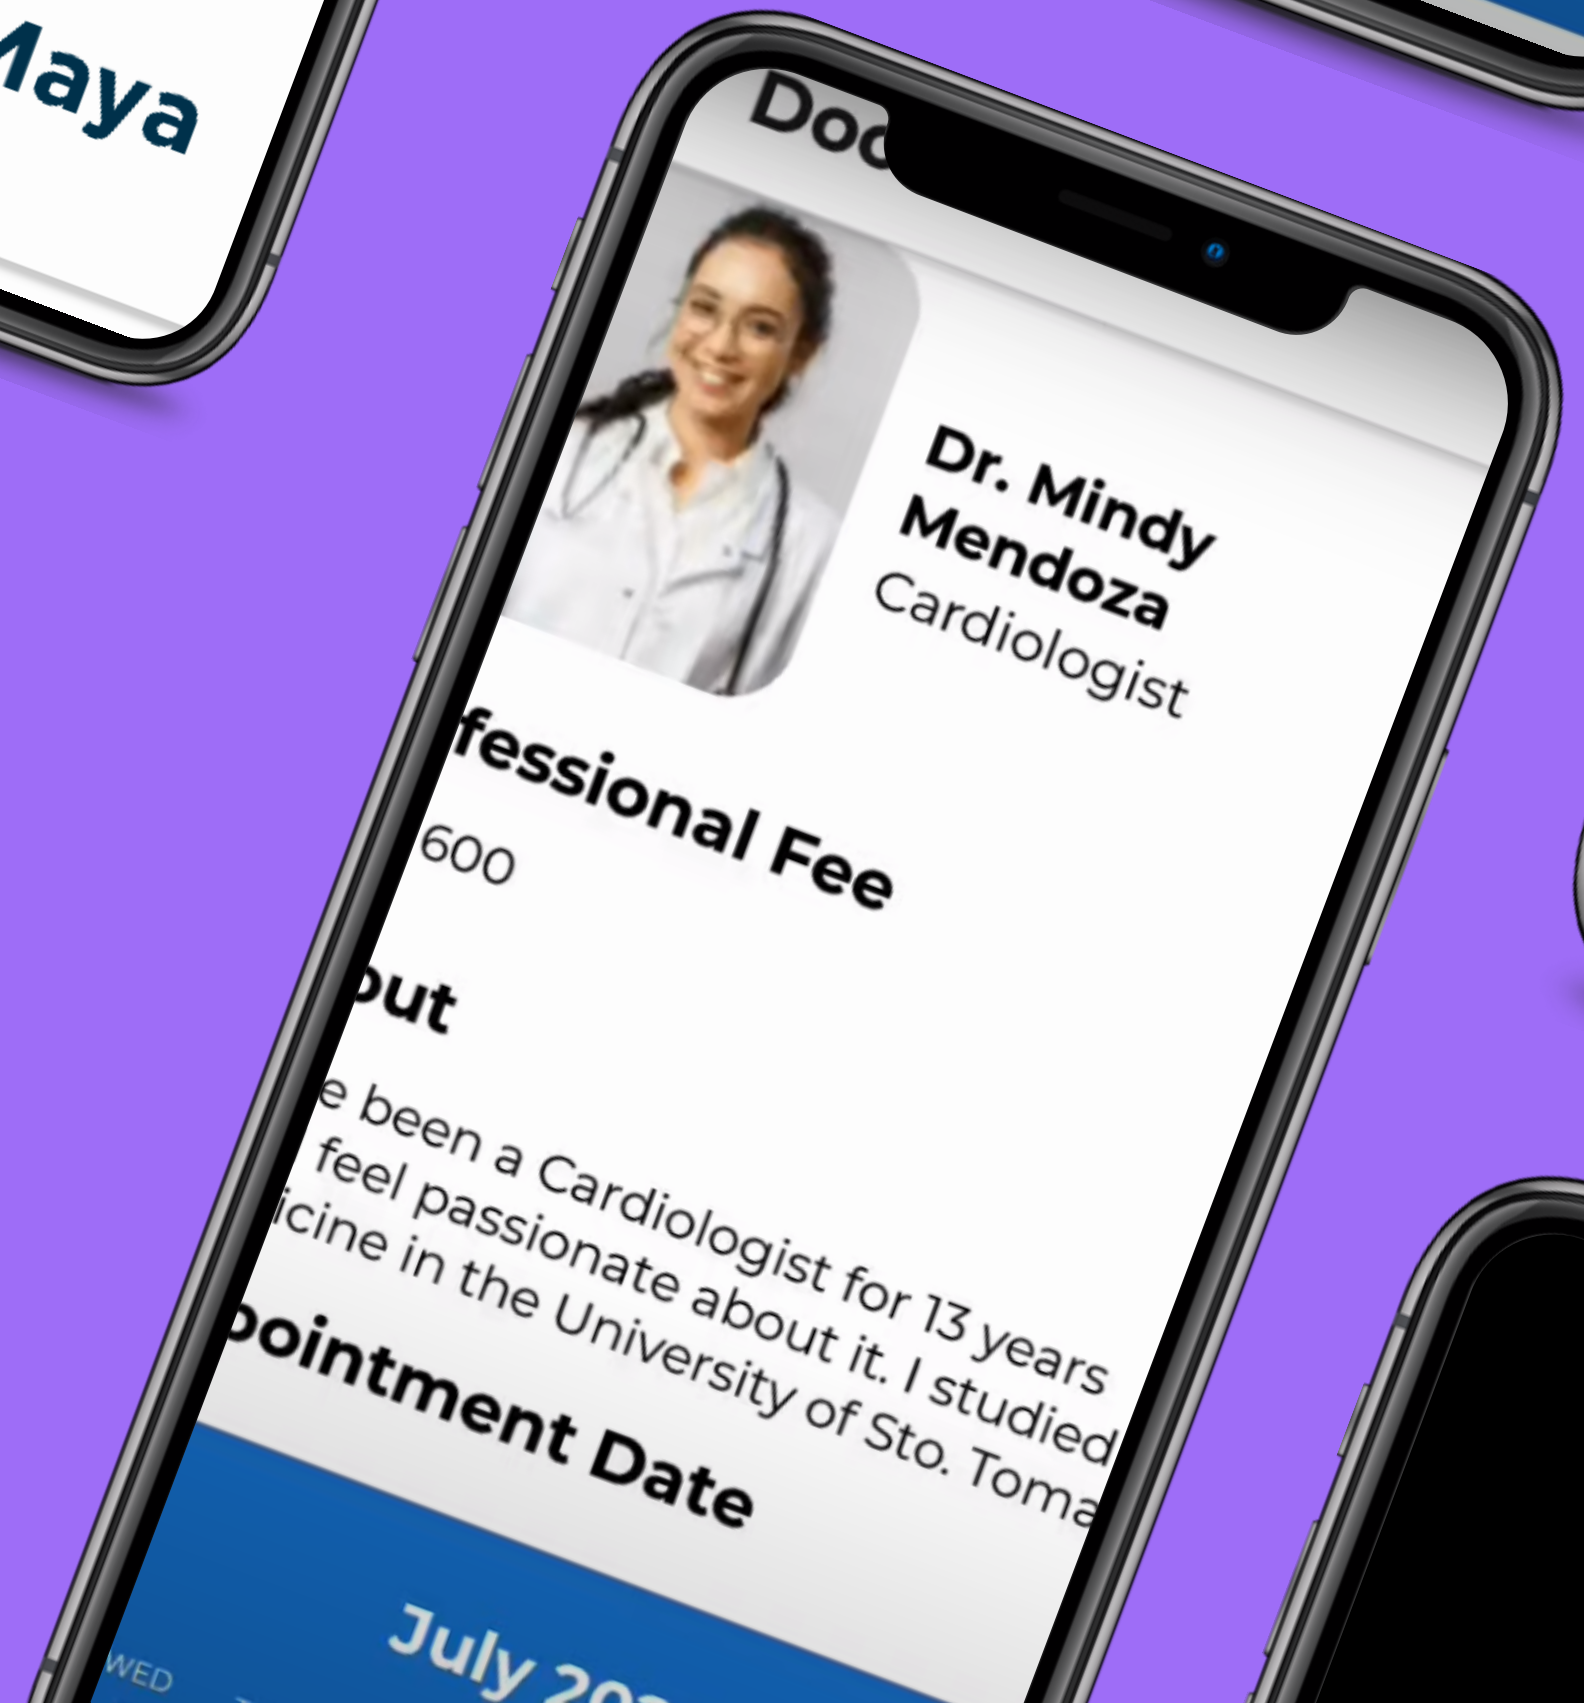 Maya
Doc
Dr. Mindy
Mendoza
Cardiologist
fessional Fee
600
out
e been a Cardiologist for 13 years
feel passionate about it. I studied
icine in the University of Sto. Toma
pointment Date
July 202
WED